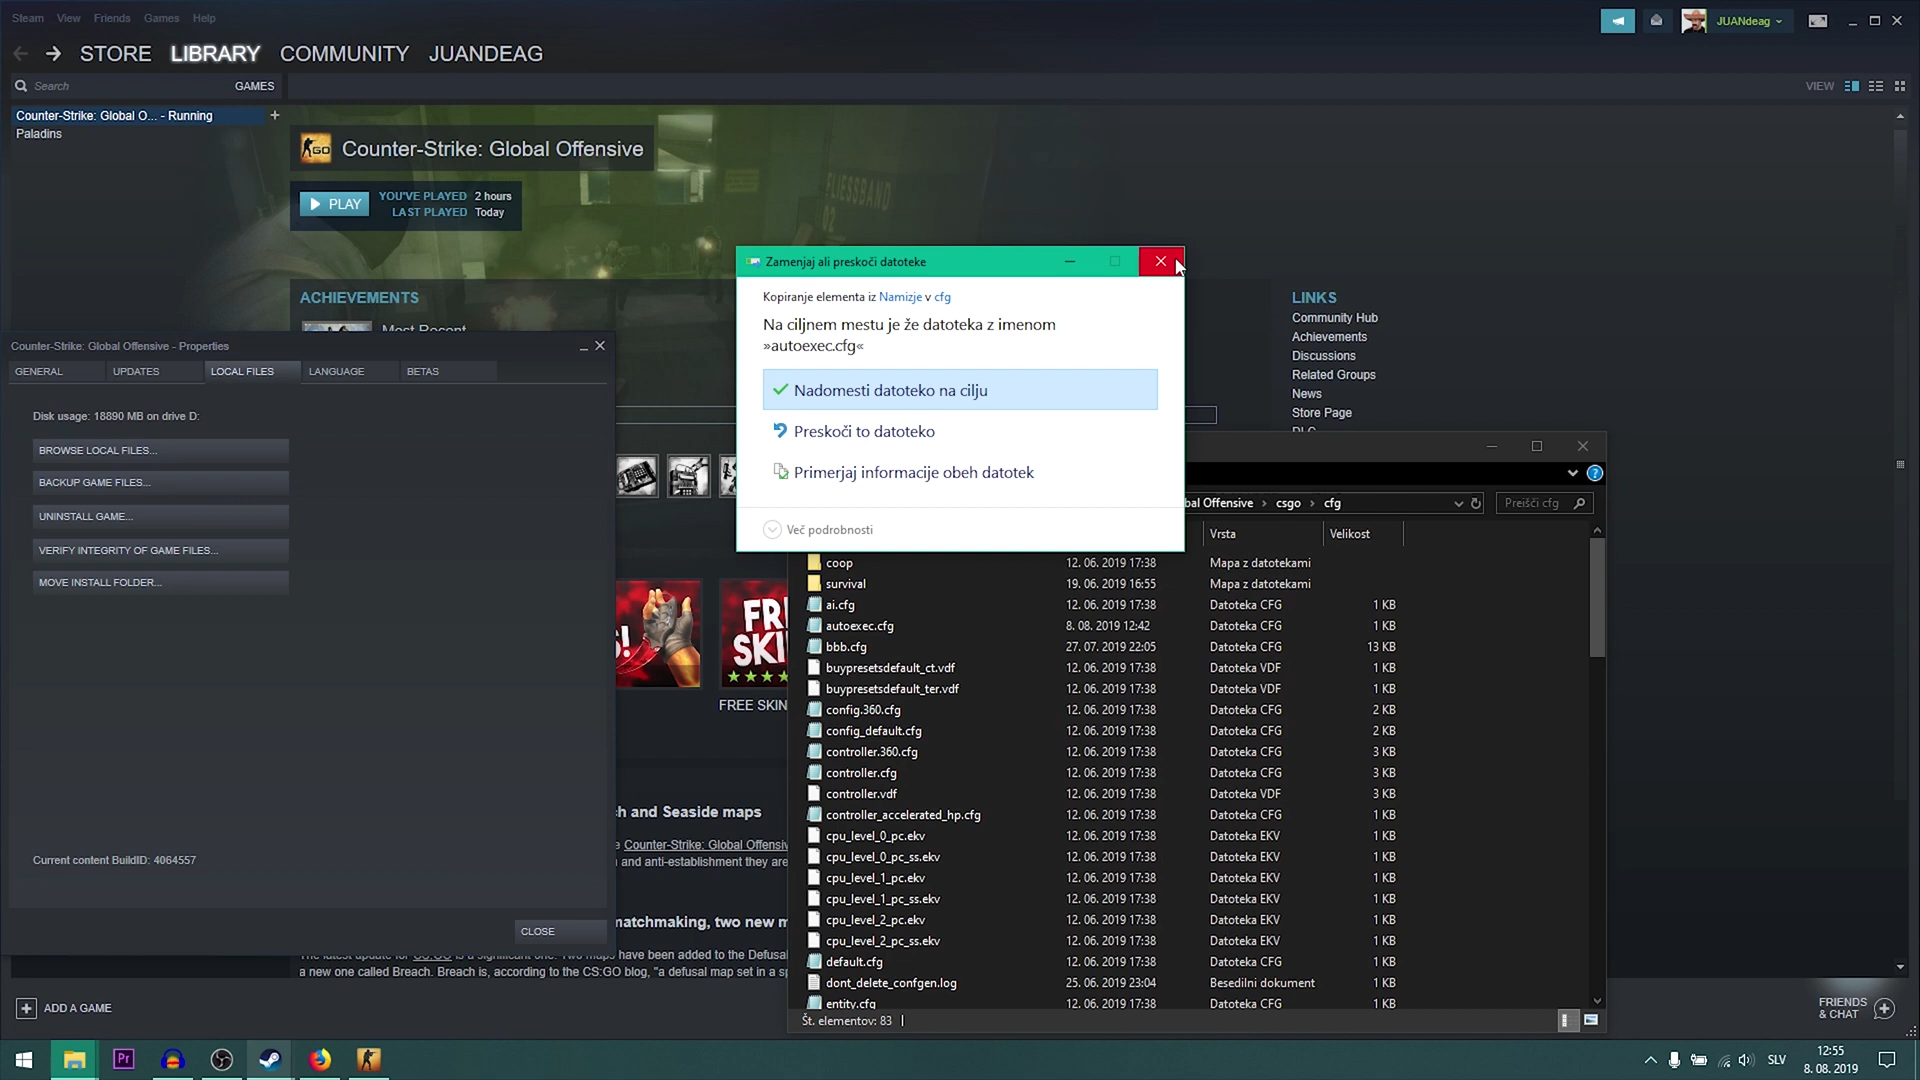 Steam View Friends Games Help
JUANdeag
STORE LIBRARY COMMUNITY JUANDEAG
Search GAMES
VIEW
Counter-Strike: Global O... - Running +
Paladins
GO Counter-Strike: Global Offensive
PLAY
YOU'VE PLAYED 2 hours
LAST PLAYED Today
FLIESSBAND
02
ACHIEVEMENTS
Most Recent
LINKS
Community Hub
Achievements
Discussions
Related Groups
News
Store Page
DLC
Zamenjaj ali preskoči datoteke
Kopiranje elementa iz Namizje v cfg
Na ciljnem mestu je že datoteka z imenom
»autoexec.cfg«
Nadomesti datoteko na cilju
Preskoči to datoteko
Primerjaj informacije obeh datotek
Več podrobnosti
Counter-Strike: Global Offensive - Properties
GENERAL UPDATES LOCAL FILES LANGUAGE BETAS
Disk usage: 18890 MB on drive D:
BROWSE LOCAL FILES...
BACKUP GAME FILES...
UNINSTALL GAME...
VERIFY INTEGRITY OF GAME FILES...
MOVE INSTALL FOLDER...
Current content BuildID: 4064557
CLOSE
FREE SKIN
h and Seaside maps
Counter-Strike: Global Offensiv
and anti-establishment they are
matchmaking, two new m
The latest update for CS:GO is a significant one. Two maps have been added to the Defusal
a new one called Breach. Breach is, according to the CS:GO blog, "a defusal map set in a sp
bal Offensive > csgo > cfg
Preišči cfg
Vrsta Velikost
coop 12. 06. 2019 17:38 Mapa z datotekami
survival 19. 06. 2019 16:55 Mapa z datotekami
ai.cfg 12. 06. 2019 17:38 Datoteka CFG 1 KB
autoexec.cfg 8. 08. 2019 12:42 Datoteka CFG 1 KB
bbb.cfg 27. 07. 2019 22:05 Datoteka CFG 13 KB
buypresetsdefault_ct.vdf 12. 06. 2019 17:38 Datoteka VDF 1 KB
buypresetsdefault_ter.vdf 12. 06. 2019 17:38 Datoteka VDF 1 KB
config.360.cfg 12. 06. 2019 17:38 Datoteka CFG 2 KB
config_default.cfg 12. 06. 2019 17:38 Datoteka CFG 2 KB
controller.360.cfg 12. 06. 2019 17:38 Datoteka CFG 3 KB
controller.cfg 12. 06. 2019 17:38 Datoteka CFG 3 KB
controller.vdf 12. 06. 2019 17:38 Datoteka VDF 3 KB
controller_accelerated_hp.cfg 12. 06. 2019 17:38 Datoteka CFG 1 KB
cpu_level_0_pc.ekv 12. 06. 2019 17:38 Datoteka EKV 1 KB
cpu_level_0_pc_ss.ekv 12. 06. 2019 17:38 Datoteka EKV 1 KB
cpu_level_1_pc.ekv 12. 06. 2019 17:38 Datoteka EKV 1 KB
cpu_level_1_pc_ss.ekv 12. 06. 2019 17:38 Datoteka EKV 1 KB
cpu_level_2_pc.ekv 12. 06. 2019 17:38 Datoteka EKV 1 KB
cpu_level_2_pc_ss.ekv 12. 06. 2019 17:38 Datoteka EKV 1 KB
default.cfg 12. 06. 2019 17:38 Datoteka CFG 1 KB
dont_delete_confgen.log 25. 06. 2019 23:04 Besedilni dokument 1 KB
entity.cfg 12. 06. 2019 17:38 Datoteka CFG 1 KB
Št. elementov: 83
ADD A GAME
FRIENDS
& CHAT
Pr
SLV
12:55
8. 08. 2019